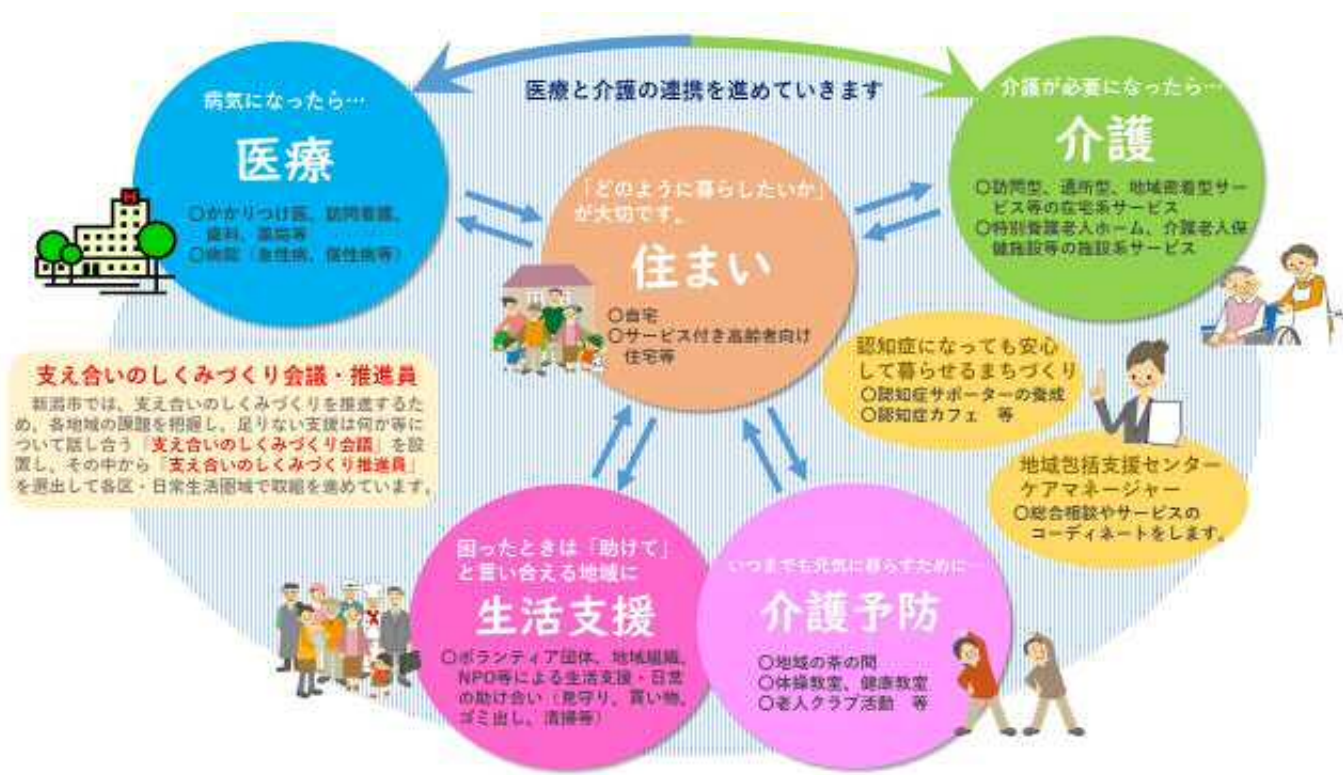 医療と介護の連携を進めていきます
病気になったら…
医療
〇かかりつけ医、訪問看護、
歯科、薬局等
〇病院（急性病、慢性病等）
介護が必要になったら…
介護
〇訪問型、通所型、地域密着型サー
ビス等の在宅系サービス
〇特別養護老人ホーム、介護老人保
健施設等の施設系サービス
「どのように暮らしたいか」
が大切です。
住まい
〇自宅
〇サービス付き高齢者向け
住宅等
支え合いのしくみづくり会議・推進員
新潟市では、支え合いのしくみづくりを推進するた
め、各地域の課題を把握し、足りない支援は何か等に
ついて話し合う「支え合いのしくみづくり会議」を設
置し、その中から「支え合いのしくみづくり推進員」
を選出して各区・日常生活圏域で取組を進めています。
認知症になっても安心
して暮らせるまちづくり
〇認知症サポーターの養成
〇認知症カフェ 等
地域包括支援センター
ケアマネージャー
〇総合相談やサービスの
コーディネートをします。
困ったときは「助けて」
と言い合える地域に
生活支援
〇ボランティア団体、地域組織、
NPO等による生活支援・日常
の助け合い（見守り、買い物、
ゴミ出し、清掃等）
いつまでも元気に暮らすために…
介護予防
〇地域の茶の間
〇体操教室、健康教室
〇老人クラブ活動 等
H